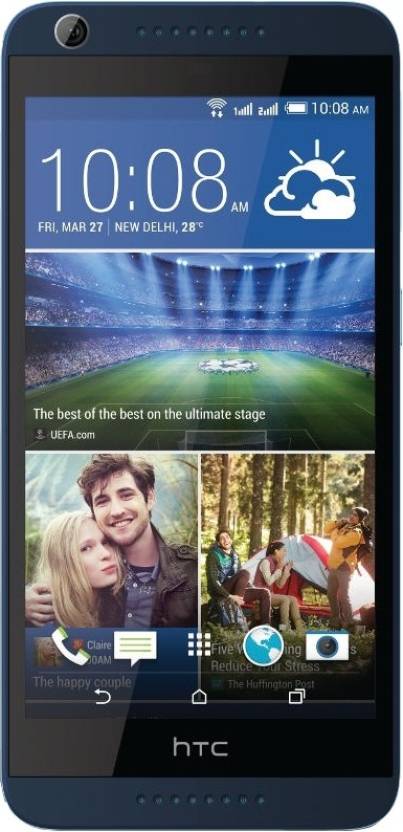 10:08 AM
10:08 AM
FRI, MAR 27 | NEW DELHI, 28°C
The best of the best on the ultimate stage
UEFA.com
Claire
The happy couple
Five
Reduce Your Stress
The Huffington Post
htc